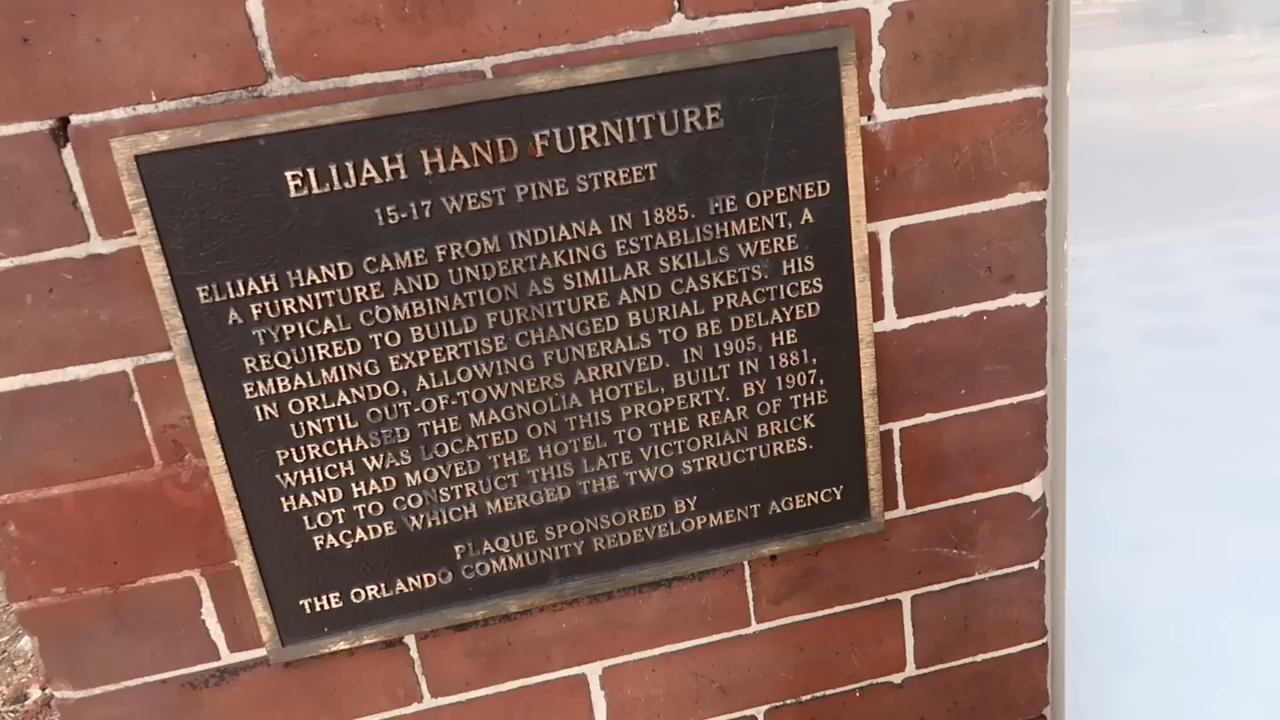 ELIJAH HAND FURNITURE
15-17 WEST PINE STREET
ELIJAH HAND CAME FROM INDIANA IN 1885. HE OPENED
A FURNITURE AND UNDERTAKING ESTABLISHMENT, A
TYPICAL COMBINATION AS SIMILAR SKILLS WERE
REQUIRED TO BUILD FURNITURE AND CASKETS. HIS
EMBALMING EXPERTISE CHANGED BURIAL PRACTICES
IN ORLANDO, ALLOWING FUNERALS TO BE DELAYED
UNTIL OUT-OF-TOWNERS ARRIVED. IN 1905, HE
PURCHASED THE MAGNOLIA HOTEL, BUILT IN 1881,
WHICH WAS LOCATED ON THIS PROPERTY. BY 1907,
HAND HAD MOVED THE HOTEL TO THE REAR OF THE
LOT TO CONSTRUCT THIS LATE VICTORIAN BRICK
FAÇADE WHICH MERGED THE TWO STRUCTURES.
PLAQUE SPONSORED BY
THE ORLANDO COMMUNITY REDEVELOPMENT AGENCY